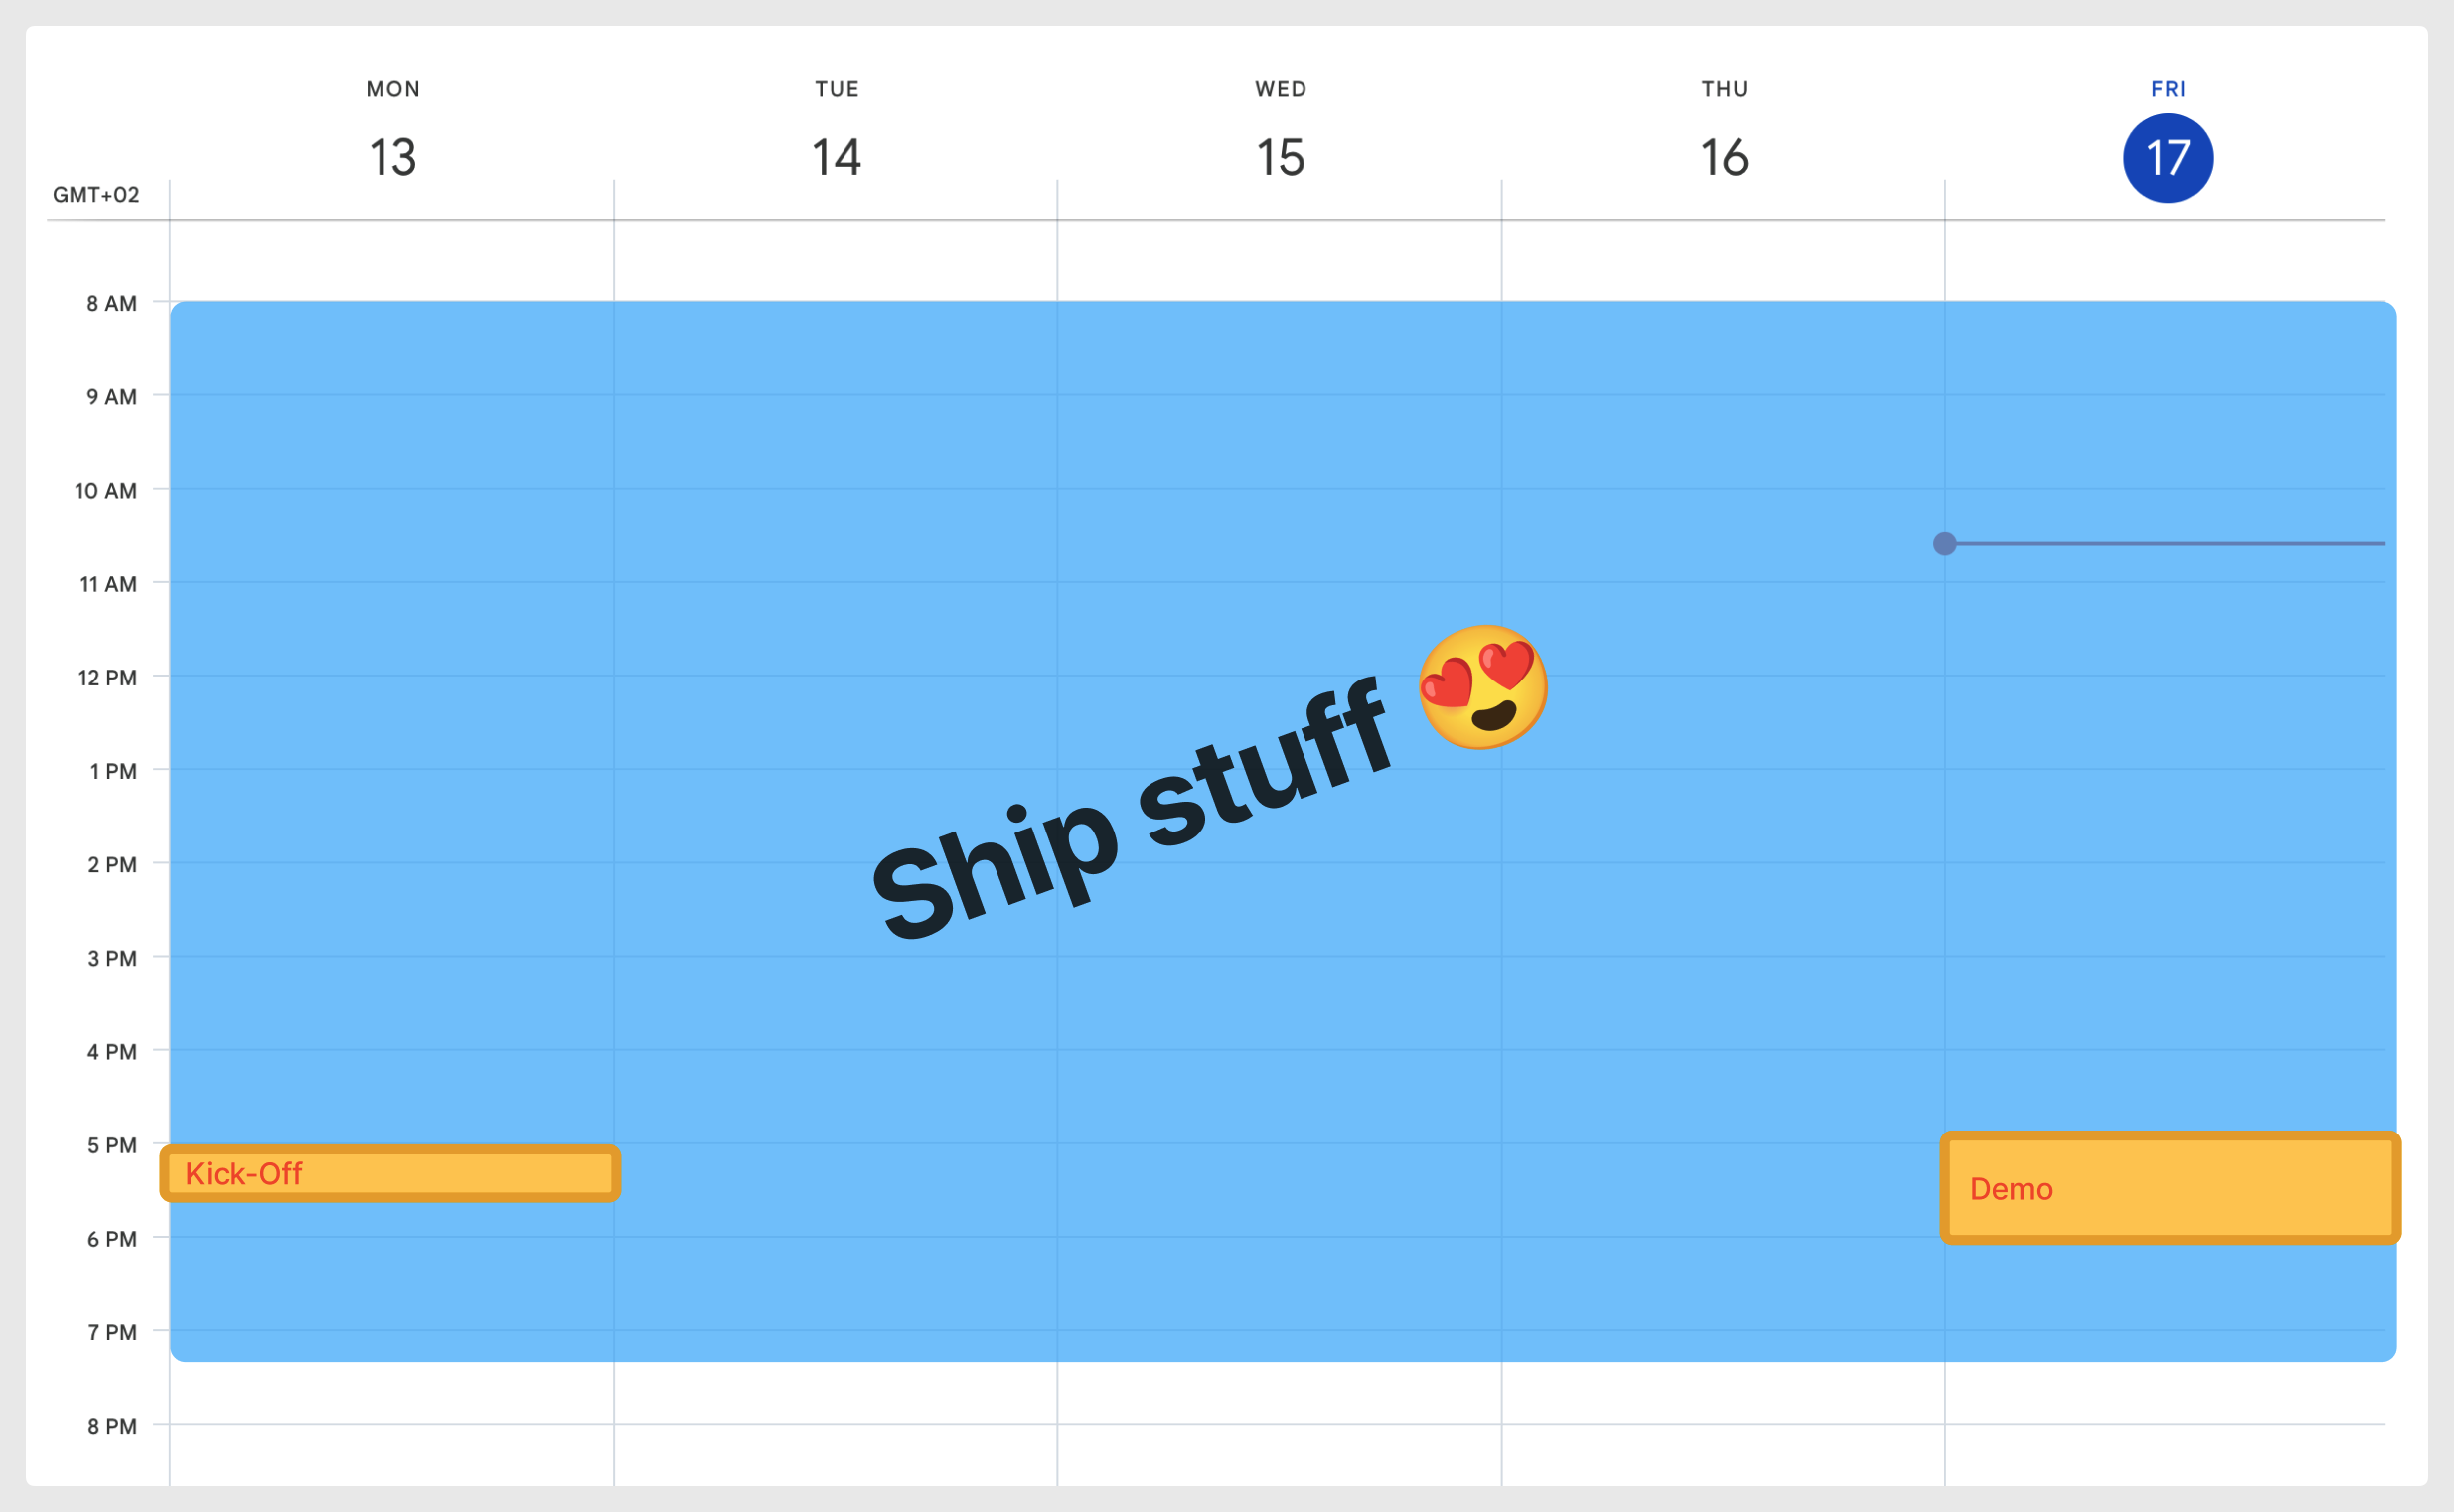 MON TUE WED THU FRI
13 14 15 16 17
GMT+02
8 AM
9 AM
10 AM
11 AM
12 PM
Ship stuff 😍
1 PM
2 PM
3 PM
4 PM
5 PM
Kick-Off
Demo
6 PM
7 PM
8 PM